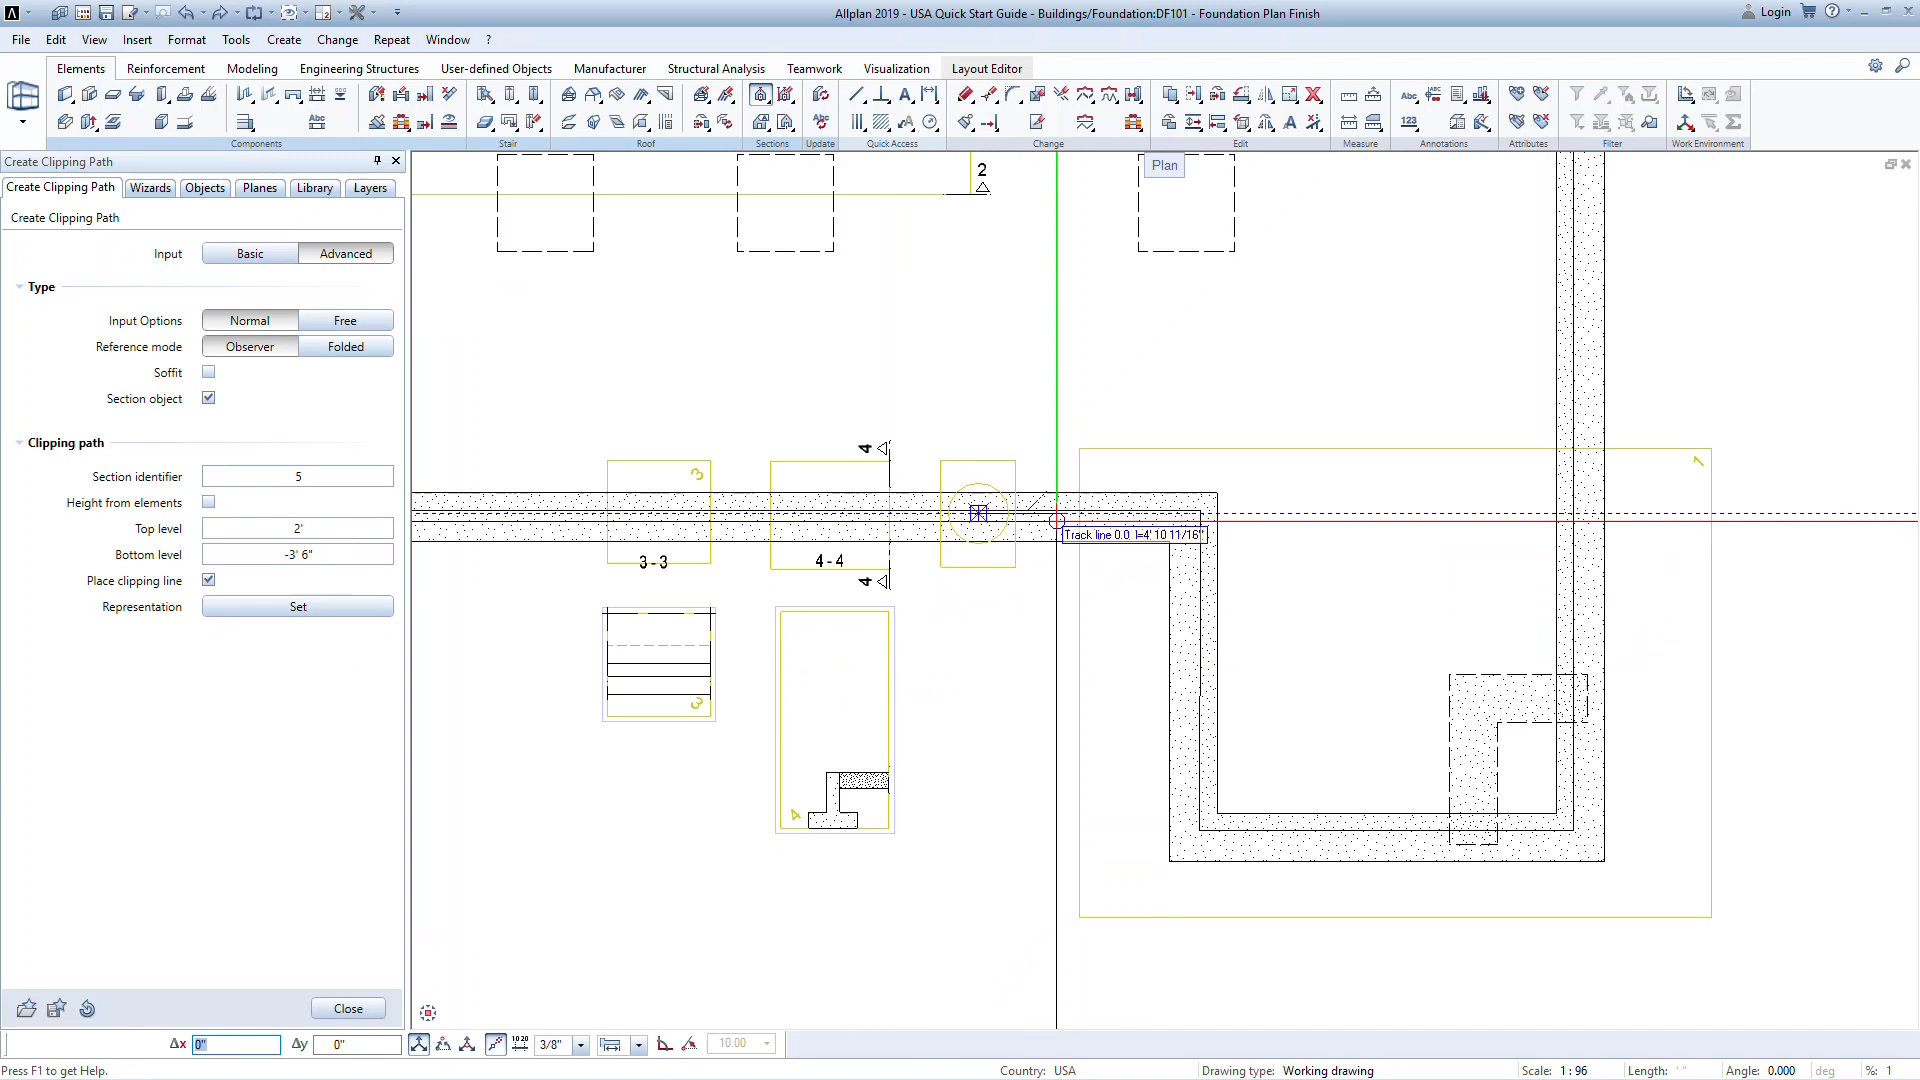 Allplan 2019 - USA Quick Start Guide - Buildings/Foundation:DF101 - Foundation Plan Finish
Login
File Edit View Insert Format Tools Create Change Repeat Window ?
Elements Reinforcement Modeling Engineering Structures User-defined Objects Manufacturer Structural Analysis Teamwork Visualization Layout Editor
Components Stair Roof Sections Update Quick Access Change Edit Measure Annotations Attributes Filter Work Environment
Create Clipping Path
Create Clipping Path Wizards Objects Planes Library Layers
Create Clipping Path
Input Basic Advanced
Type
Input Options Normal Free
Reference mode Observer Folded
Soffit
Section object
Clipping path
Section identifier 5
Height from elements
Top level 2'
Bottom level -3' 6"
Place clipping line
Representation Set
Close
Plan
2
4
3
1
Track line 0.0 l=4' 10 11/16"
3 - 3
4 - 4
4
3
4
Δx 0" Δy 0" 3/8" 10.00
Press F1 to get Help.
Country: USA
Drawing type: Working drawing
Scale: 1 : 96
Length: ' "
Angle: 0.000
deg
%: 1